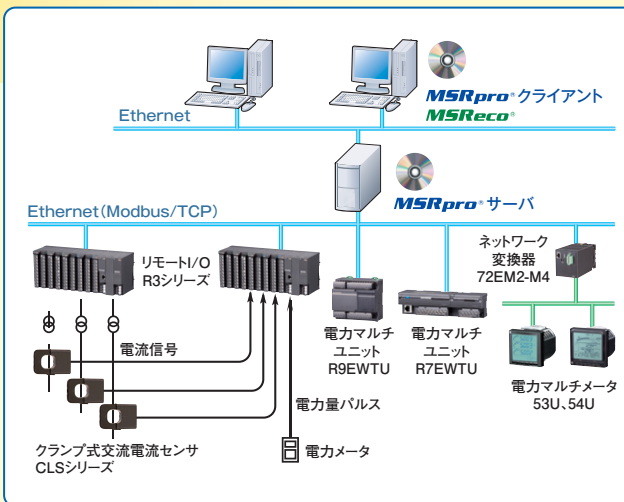 MSRpro® クライアント
MSReco®
Ethernet
MSRpro® サーバ
Ethernet(Modbus/TCP)
リモートI/O
R3シリーズ
ネットワーク
変換器
72EM2-M4
電流信号
電力マルチ
ユニット
R9EWTU
電力マルチ
ユニット
R7EWTU
電力マルチメータ
53U、54U
電力量パルス
クランプ式交流電流センサ
CLSシリーズ
電力メータ